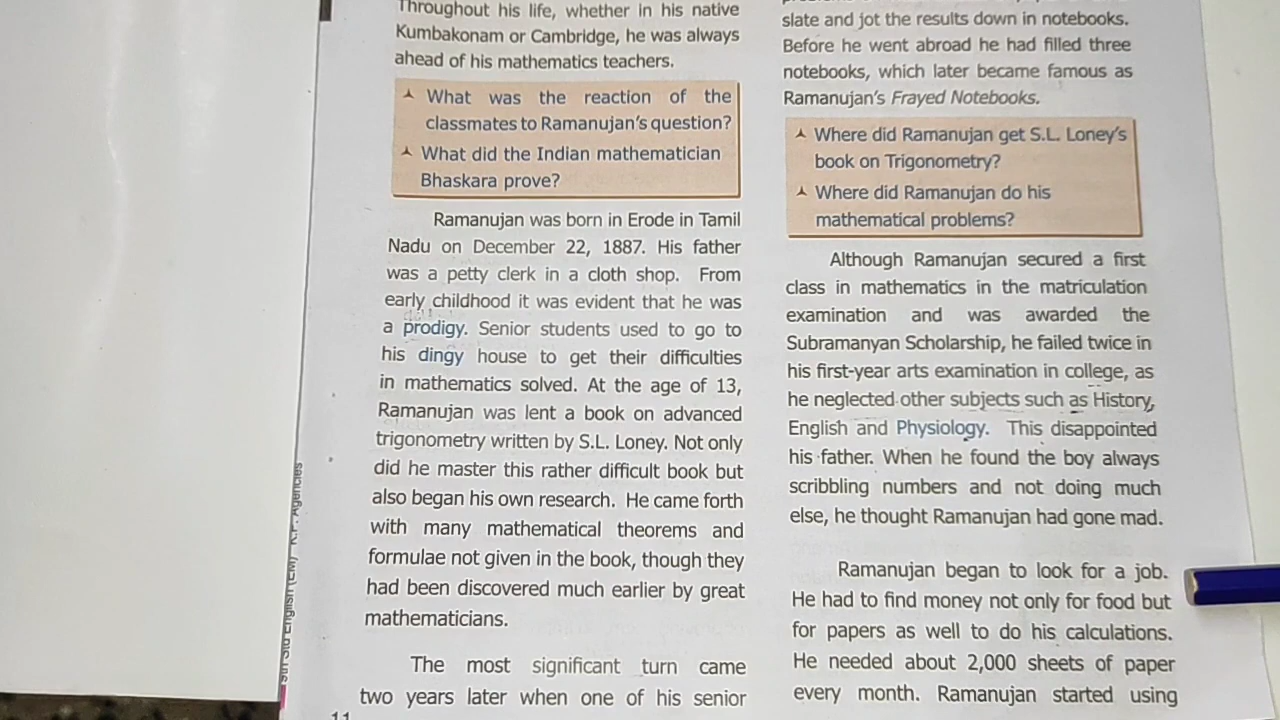 Throughout his life, whether in his native
Kumbakonam or Cambridge, he was always
ahead of his mathematics teachers.
What was the reaction of the
classmates to Ramanujan's question?
What did the Indian mathematician
Bhaskara prove?
Ramanujan was born in Erode in Tamil
Nadu on December 22, 1887. His father
was a petty clerk in a cloth shop. From
early childhood it was evident that he was
a prodigy. Senior students used to go to
his dingy house to get their difficulties
in mathematics solved. At the age of 13,
Ramanujan was lent a book on advanced
trigonometry written by S.L. Loney. Not only
did he master this rather difficult book but
also began his own research. He came forth
with many mathematical theorems and
formulae not given in the book, though they
had been discovered much earlier by great
mathematicians.
The most significant turn came
two years later when one of his senior
slate and jot the results down in notebooks.
Before he went abroad he had filled three
notebooks, which later became famous as
Ramanujan's Frayed Notebooks.
Where did Ramanujan get S.L. Loney's
book on Trigonometry?
Where did Ramanujan do his
mathematical problems?
Although Ramanujan secured a first
class in mathematics in the matriculation
examination and was awarded the
Subramanyan Scholarship, he failed twice in
his first-year arts examination in college, as
he neglected other subjects such as History,
English and Physiology. This disappointed
his father. When he found the boy always
scribbling numbers and not doing much
else, he thought Ramanujan had gone mad.
Ramanujan began to look for a job.
He had to find money not only for food but
for papers as well to do his calculations.
He needed about 2,000 sheets of paper
every month. Ramanujan started using
Std English (EM) Agencies